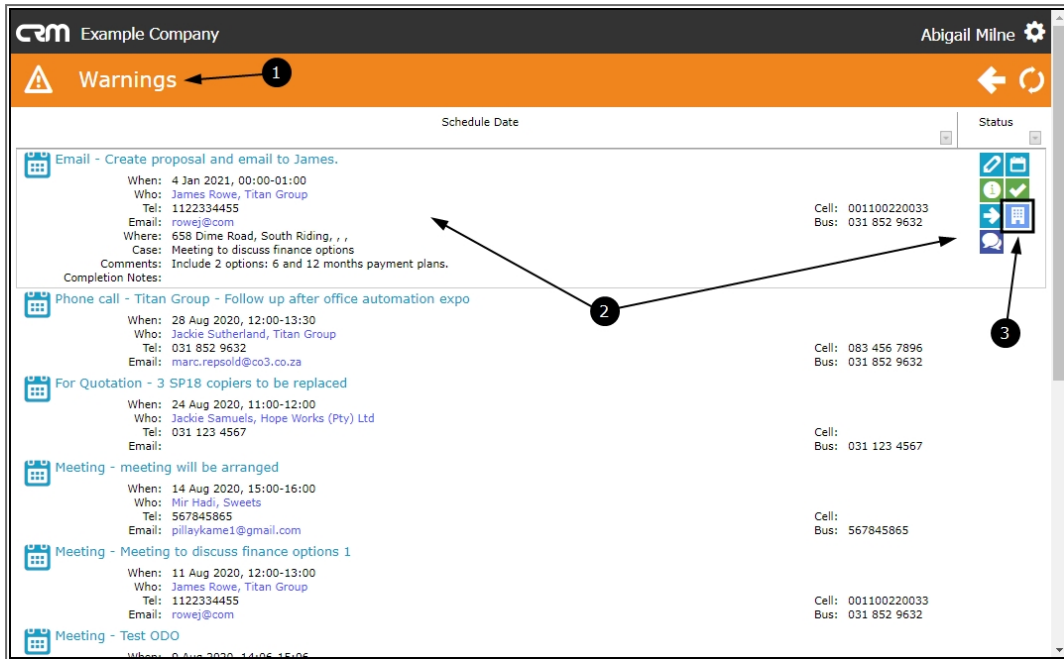 CRM Example Company
Abigail Milne
Warnings
1
Schedule Date
Status
Email - Create proposal and email to James.
When: 4 Jan 2021, 00:00-01:00
Who: James Rowe, Titan Group
Tel: 1122334455
Cell: 001100220033
Email: rowej@com
Bus: 031 852 9632
Where: 658 Dime Road, South Riding, , ,
Case: Meeting to discuss finance options
Comments: Include 2 options: 6 and 12 months payment plans.
Completion Notes:
2
3
Phone call - Titan Group - Follow up after office automation expo
When: 28 Aug 2020, 12:00-13:30
Who: Jackie Sutherland, Titan Group
Tel: 031 852 9632
Cell: 083 456 7896
Email: marc.repsold@co3.co.za
Bus: 031 852 9632
For Quotation - 3 SP18 copiers to be replaced
When: 24 Aug 2020, 11:00-12:00
Who: Jackie Samuels, Hope Works (Pty) Ltd
Tel: 031 123 4567
Cell:
Email:
Bus: 031 123 4567
Meeting - meeting will be arranged
When: 14 Aug 2020, 15:00-16:00
Who: Mir Hadi, Sweets
Tel: 567845865
Cell:
Email: pillaykame1@gmail.com
Bus: 567845865
Meeting - Meeting to discuss finance options 1
When: 11 Aug 2020, 12:00-13:00
Who: James Rowe, Titan Group
Tel: 1122334455
Cell: 001100220033
Email: rowej@com
Bus: 031 852 9632
Meeting - Test ODO
When: 9 Aug 2020, 14:06-15:06